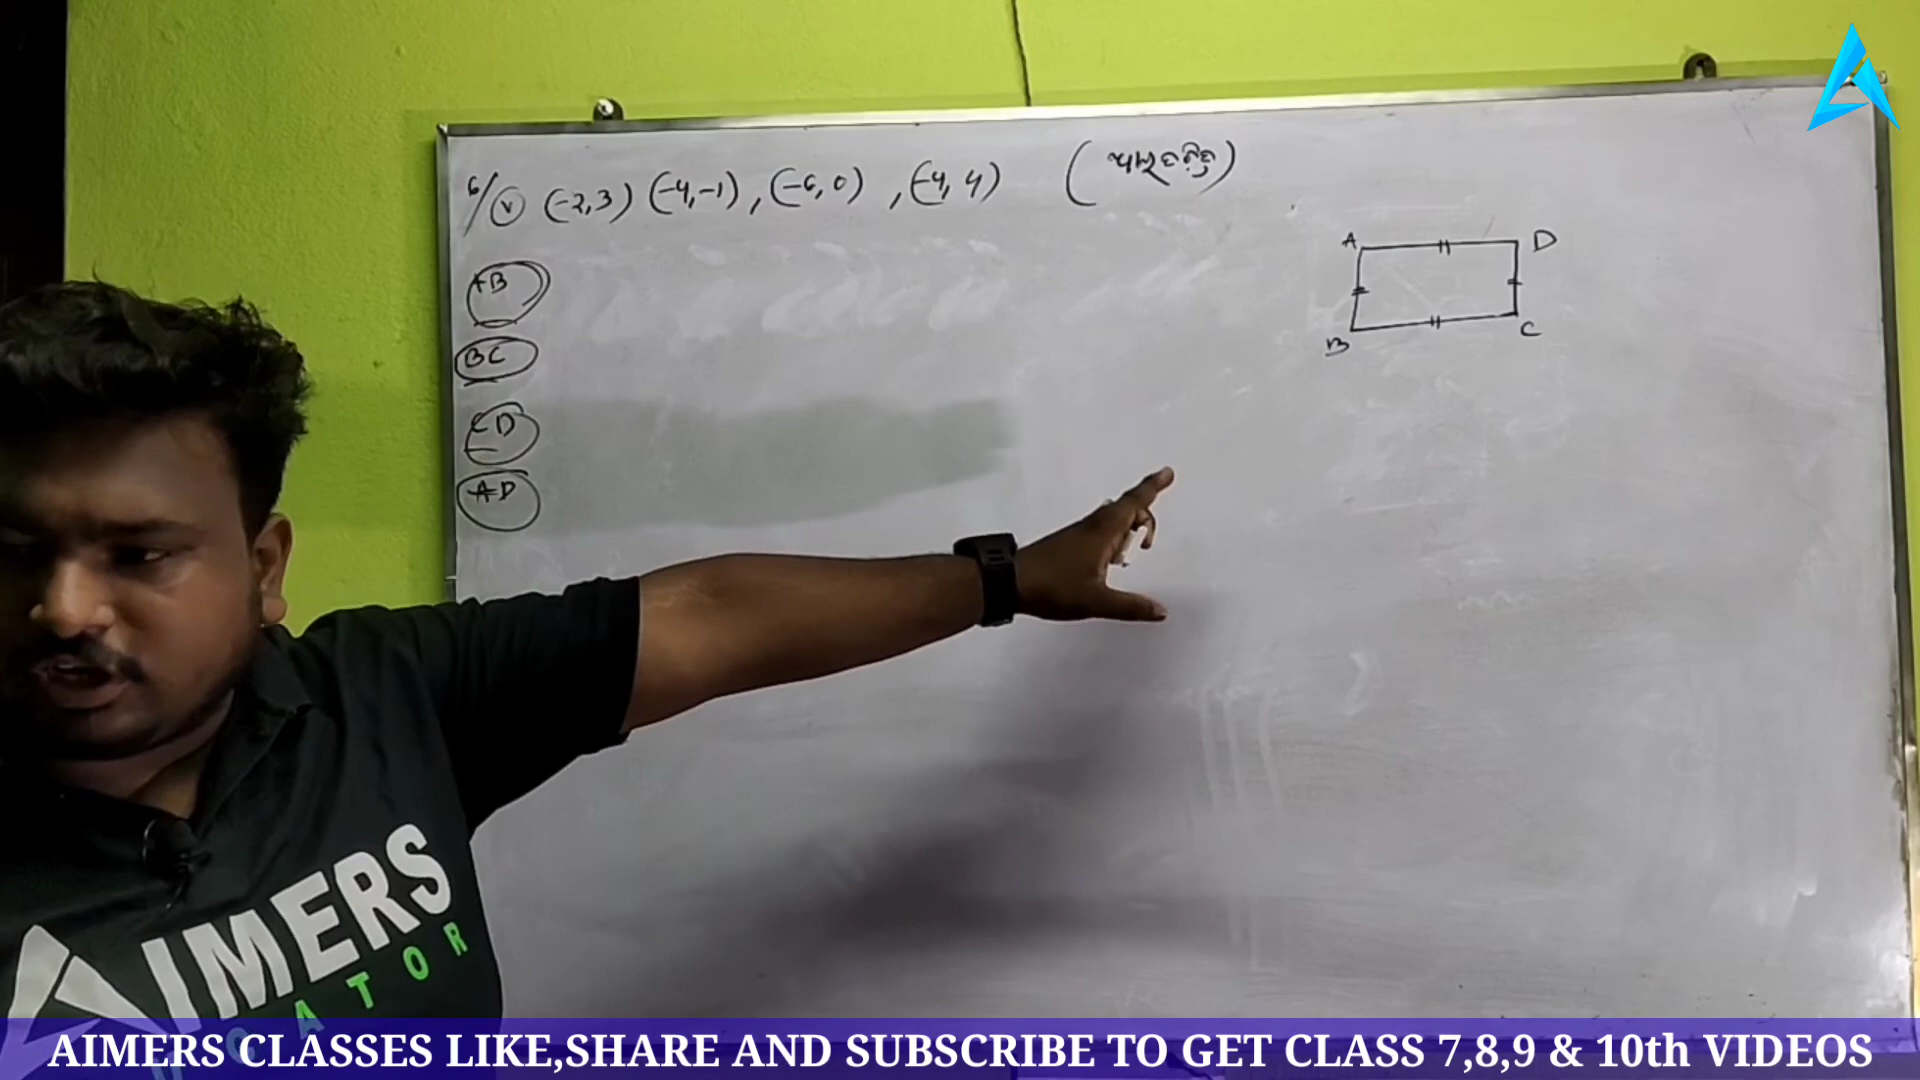 6/ⓥ (-2,3) (-4,-1), (-6,0), (-4,4) (ଆୟତଚିତ୍ର)
A D
B C
AB
BC
CD
AD
AIMERS
AIMERS CLASSES LIKE,SHARE AND SUBSCRIBE TO GET CLASS 7,8,9 & 10th VIDEOS